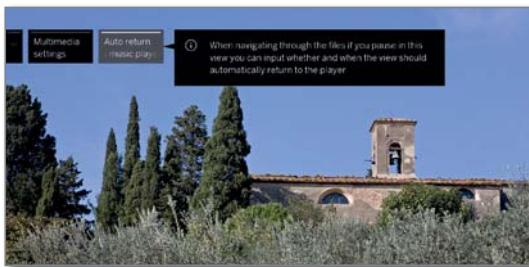 Multimedia
settings
Auto return
music playe
When navigating through the files if you pause in this
view you can input whether and when the view should
automatically return to the player